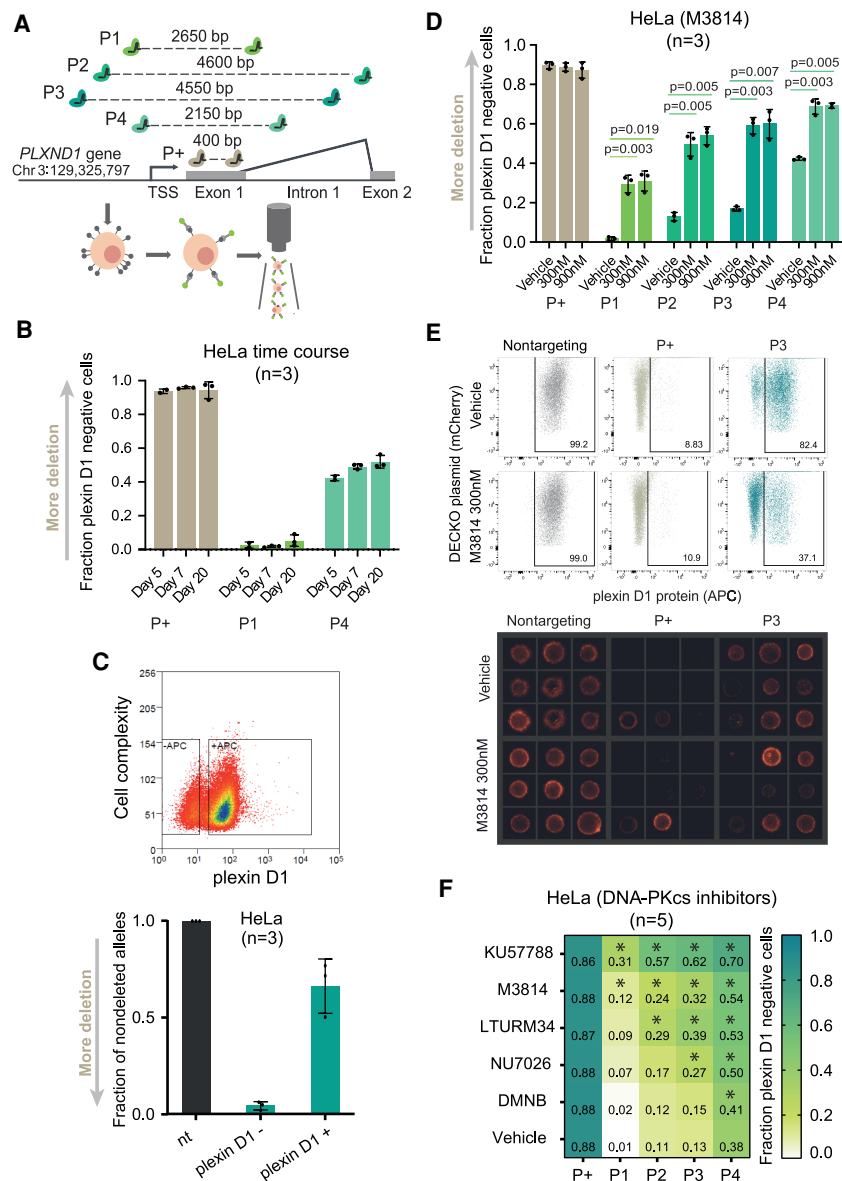 A
P1
2650 bp
P2
4600 bp
P3
4550 bp
P4
2150 bp
P+
400 bp
PLXND1 gene
Chr 3:129,325,797
TSS
Exon 1
Intron 1
Exon 2
B
HeLa time course
(n=3)
More deletion
Fraction plexin D1 negative cells
1.0
0.8
0.6
0.4
0.2
0.0
Day 5
Day 7
Day 20
Day 5
Day 7
Day 20
Day 5
Day 7
Day 20
P+
P1
P4
C
Cell complexity
256
205
154
102
51
0
-APC
+APC
10⁰
10¹
10²
10³
10⁴
10⁵
plexin D1
HeLa
(n=3)
More deletion
Fraction of nondeleted alleles
1.0
0.5
0.0
nt
plexin D1 -
plexin D1 +
D
HeLa (M3814)
(n=3)
More deletion
Fraction plexin D1 negative cells
1.0
0.8
0.6
0.4
0.2
0.0
p=0.019
p=0.003
p=0.005
p=0.005
p=0.007
p=0.003
p=0.005
p=0.003
Vehicle
300nM
900nM
Vehicle
300nM
900nM
Vehicle
300nM
900nM
Vehicle
300nM
900nM
Vehicle
300nM
900nM
P+
P1
P2
P3
P4
E
Nontargeting
P+
P3
DECKO plasmid (mCherry)
Vehicle
99.2
8.83
82.4
M3814 300nM
99.0
10.9
37.1
plexin D1 protein (APC)
Nontargeting
P+
P3
Vehicle
M3814 300nM
F
HeLa (DNA-PKcs inhibitors)
(n=5)
KU57788 0.86 * 0.31 * 0.57 * 0.62 * 0.70
M3814 0.88 * 0.12 * 0.24 * 0.32 * 0.54
LTURM34 0.87 0.09 * 0.29 * 0.39 * 0.53
NU7026 0.88 0.07 0.17 * 0.27 * 0.50
DMNB 0.88 0.02 0.12 0.15 * 0.41
Vehicle 0.88 0.01 0.11 0.13 0.38
P+ P1 P2 P3 P4
1.0
0.8
0.6
0.4
0.2
0.0
Fraction plexin D1 negative cells